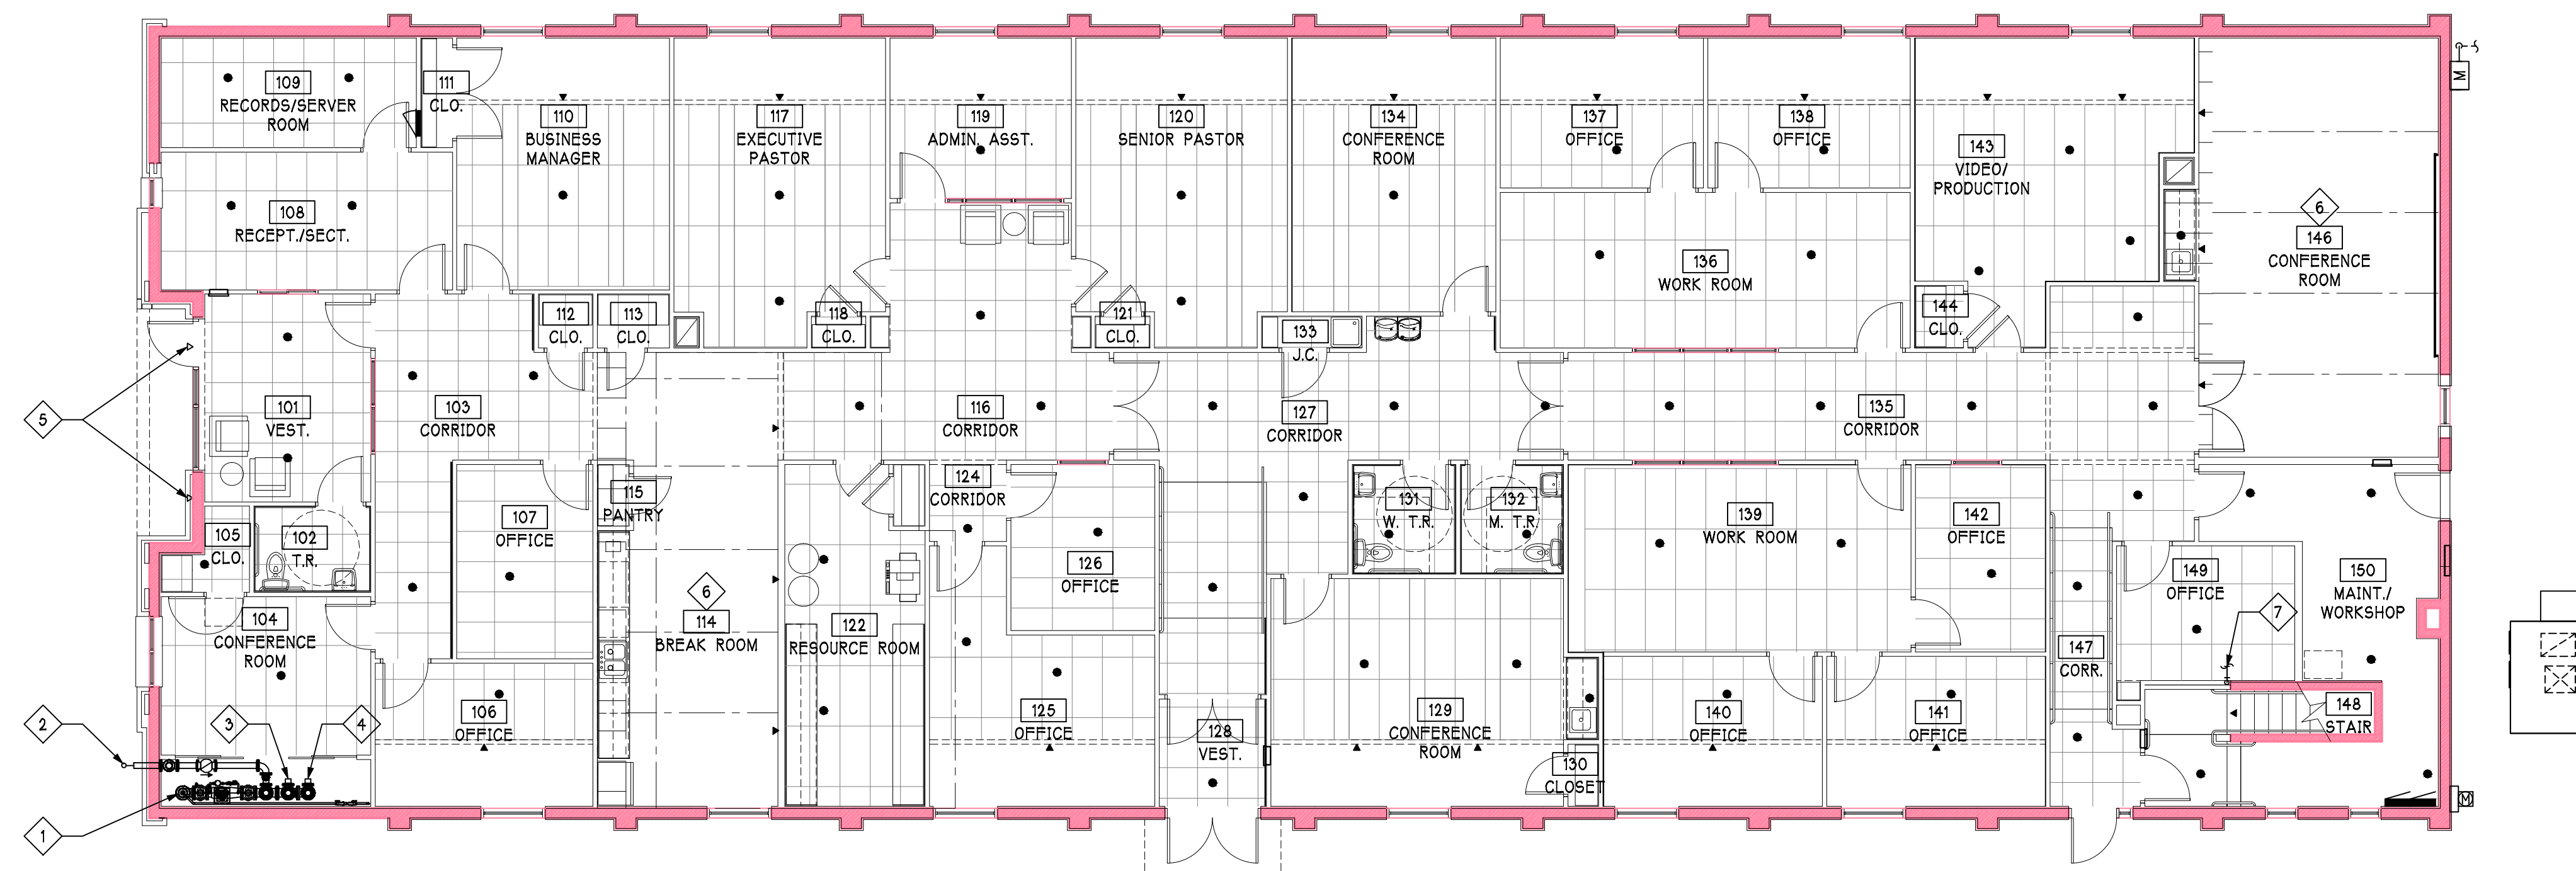 109
RECORDS/SERVER
ROOM
111
CLO.
110
BUSINESS
MANAGER
117
EXECUTIVE
PASTOR
119
ADMIN. ASST.
120
SENIOR PASTOR
134
CONFERENCE
ROOM
137
OFFICE
138
OFFICE
143
VIDEO/
PRODUCTION
6
146
CONFERENCE
ROOM
M
108
RECEPT./SECT.
136
WORK ROOM
112
CLO.
113
CLO.
118
CLO.
121
CLO.
133
J.C.
144
CLO.
5
101
VEST.
103
CORRIDOR
116
CORRIDOR
127
CORRIDOR
135
CORRIDOR
115
PANTRY
124
CORRIDOR
131
W. T.R.
132
M. T.R.
107
OFFICE
105
CLO.
102
T.R.
126
OFFICE
139
WORK ROOM
142
OFFICE
149
OFFICE
150
MAINT./
WORKSHOP
7
104
CONFERENCE
ROOM
6
114
BREAK ROOM
122
RESOURCE ROOM
147
CORR.
2
3
4
106
OFFICE
125
OFFICE
128
VEST.
129
CONFERENCE
ROOM
130
CLOSET
140
OFFICE
141
OFFICE
148
STAIR
1
M